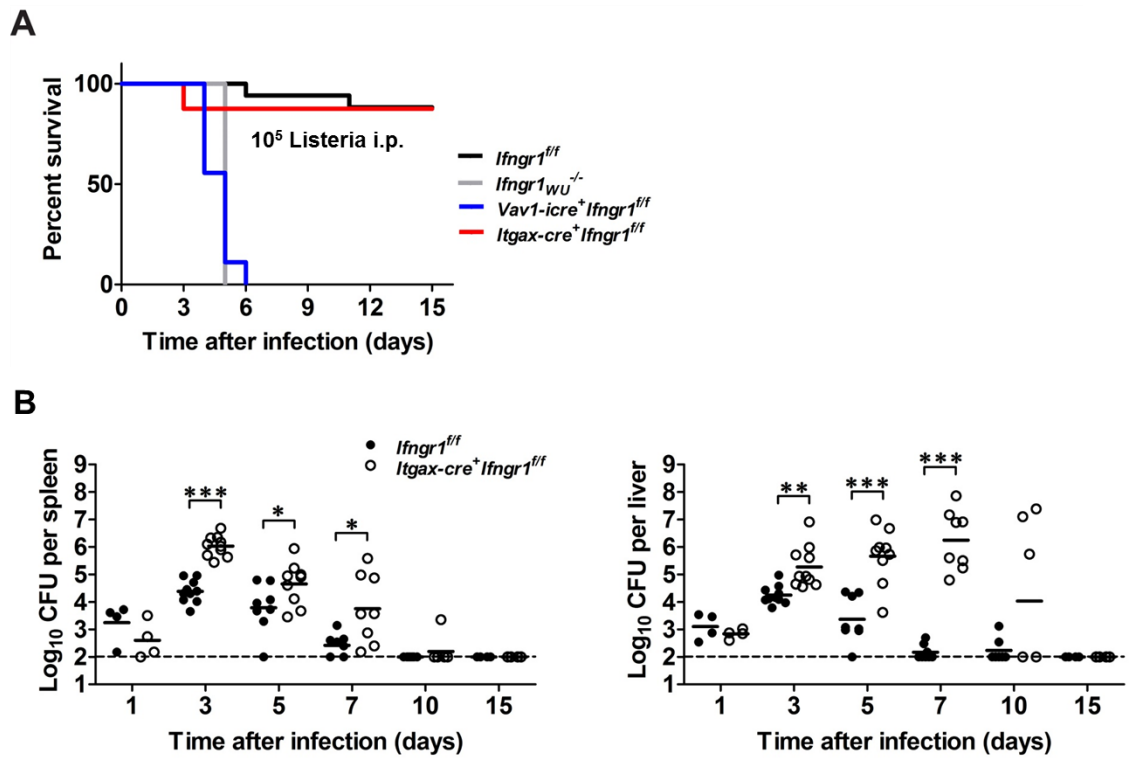 A
Percent survival
100
50
0
0 3 6 9 12 15
Time after infection (days)
10⁵ Listeria i.p.
Ifngr1f/f
Ifngr1WU-/-
Vav1-icre+Ifngr1f/f
Itgax-cre+Ifngr1f/f
B
Ifngr1f/f
Itgax-cre+Ifngr1f/f
Log10 CFU per spleen
9
8
7
6
5
4
3
2
1
*** * *
1 3 5 7 10 15
Time after infection (days)
Log10 CFU per liver
9
8
7
6
5
4
3
2
1
** *** ***
1 3 5 7 10 15
Time after infection (days)